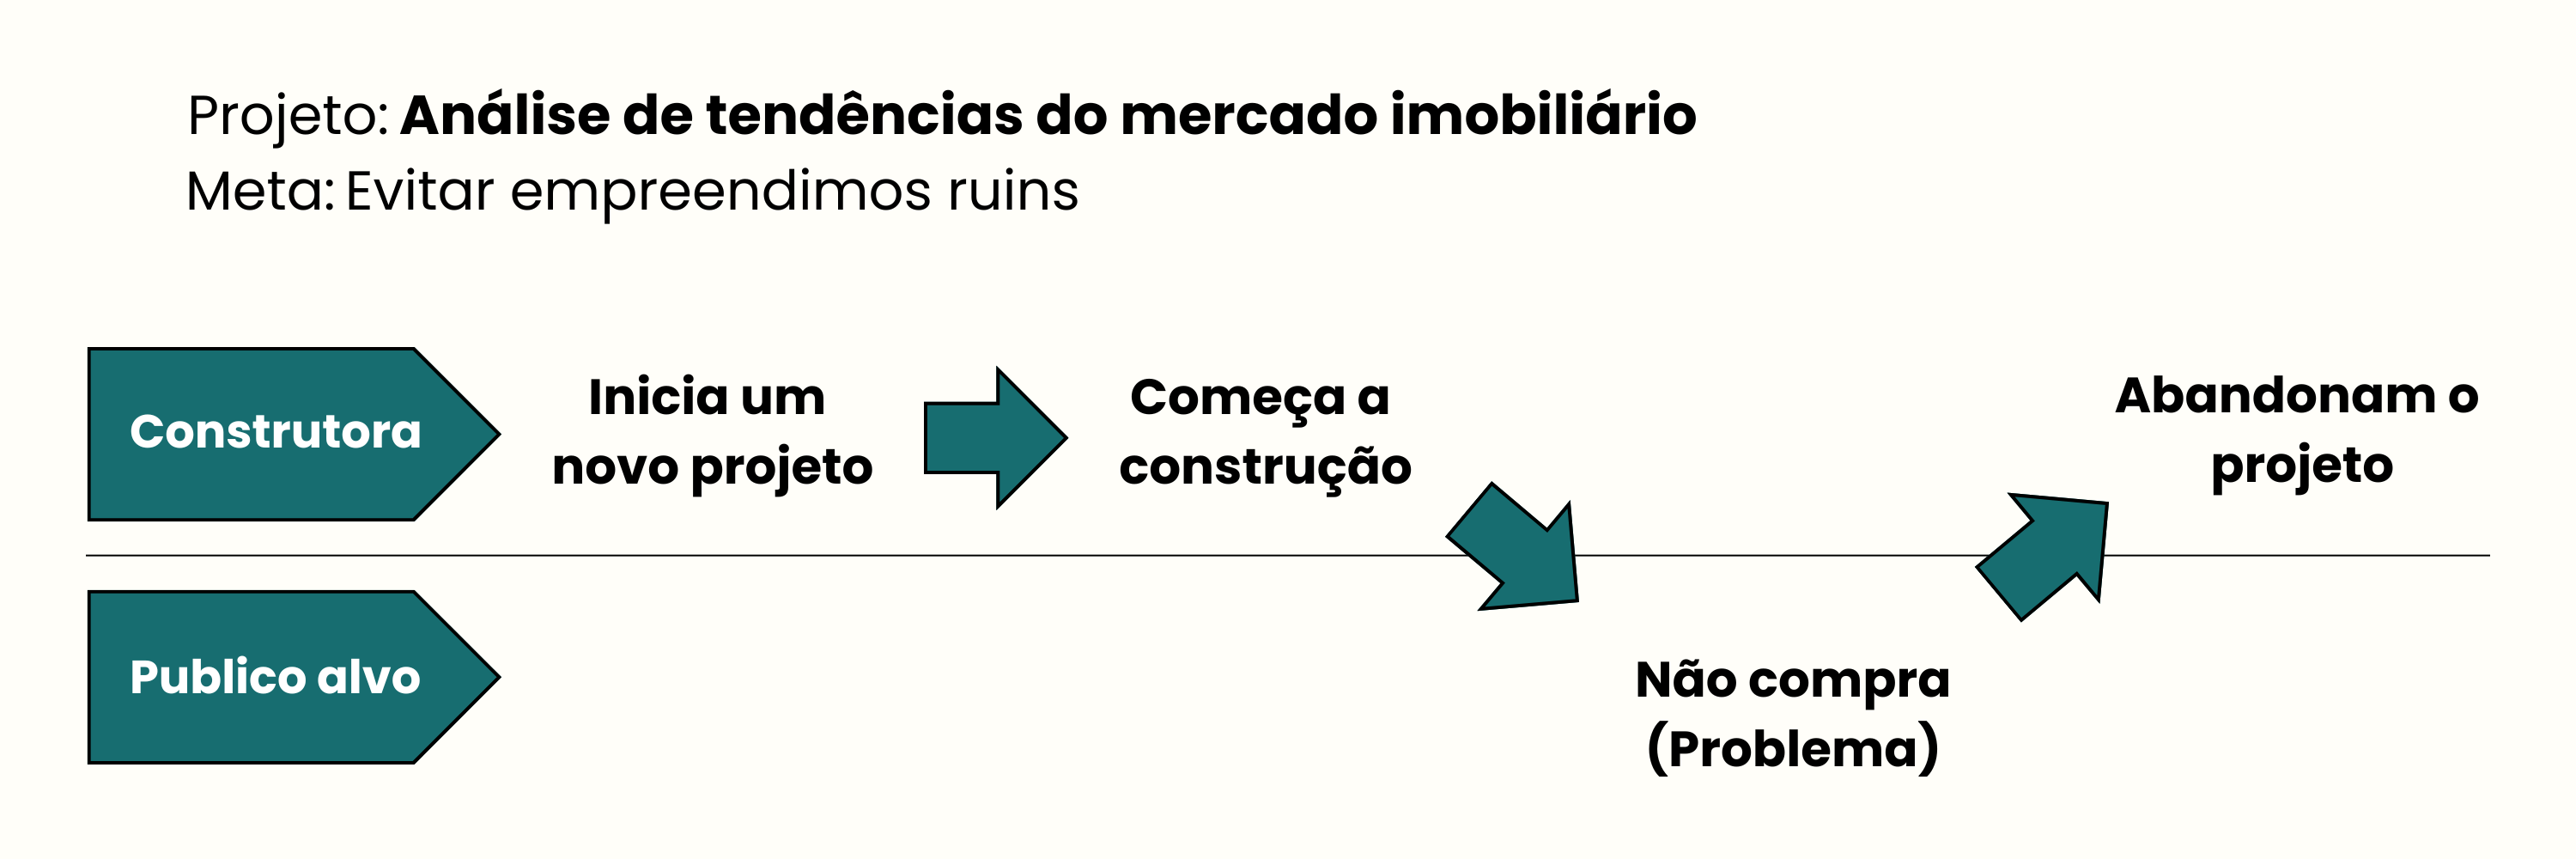 Projeto: Análise de tendências do mercado imobiliário
Meta: Evitar empreendimos ruins
Construtora
Inicia um
novo projeto
Começa a
construção
Abandonam o
projeto
Publico alvo
Não compra
(Problema)